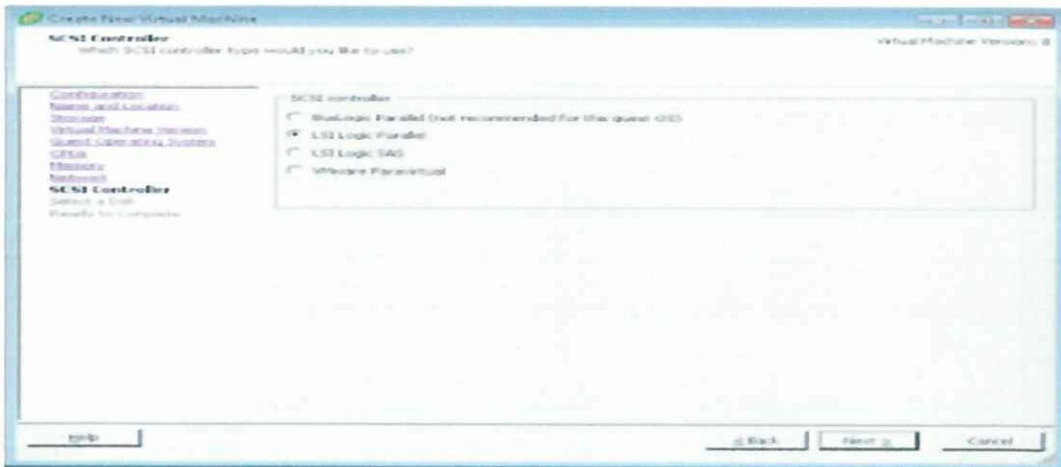 Create New Virtual Machine
SCSI Controller
Which SCSI controller type would you like to use?
Virtual Machine Version: 8
Configuration
Name and Location
Storage
Virtual Machine Version
Guest Operating System
CPUs
Memory
Network
SCSI Controller
Select a Disk
Ready to Complete
SCSI controller
BusLogic Parallel (not recommended for this guest OS)
LSI Logic Parallel
LSI Logic SAS
VMware Paravirtual
Help
< Back
Next >
Cancel